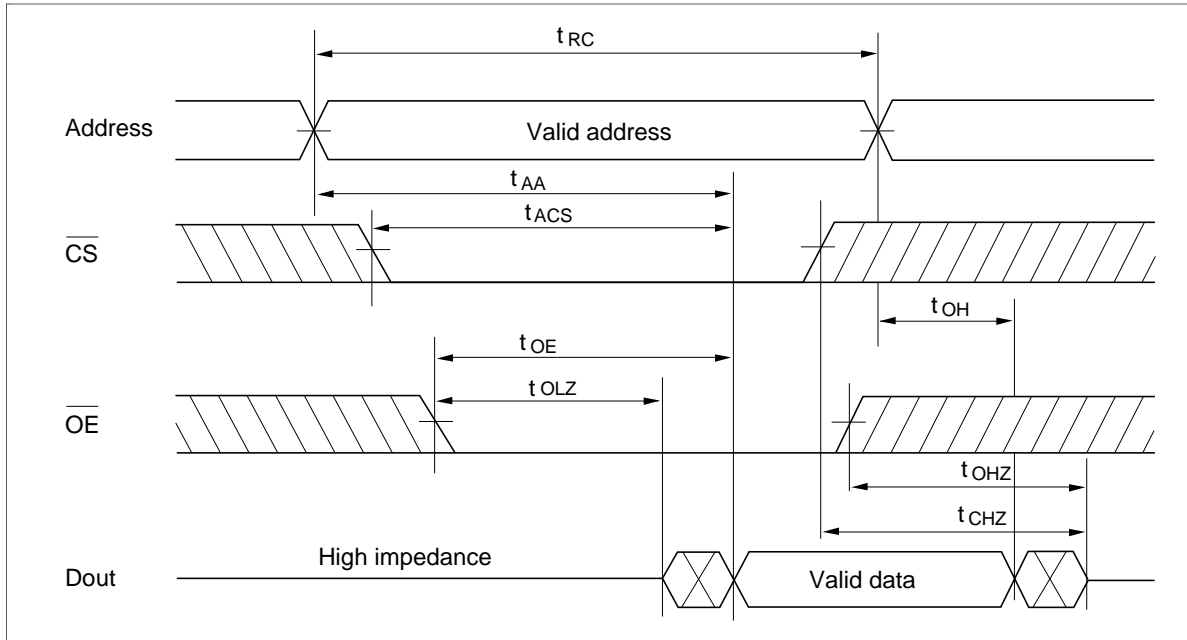 t RC
Address
Valid address
t AA
t ACS
CS
t OH
t OE
t OLZ
OE
t OHZ
t CHZ
High impedance
Dout
Valid data